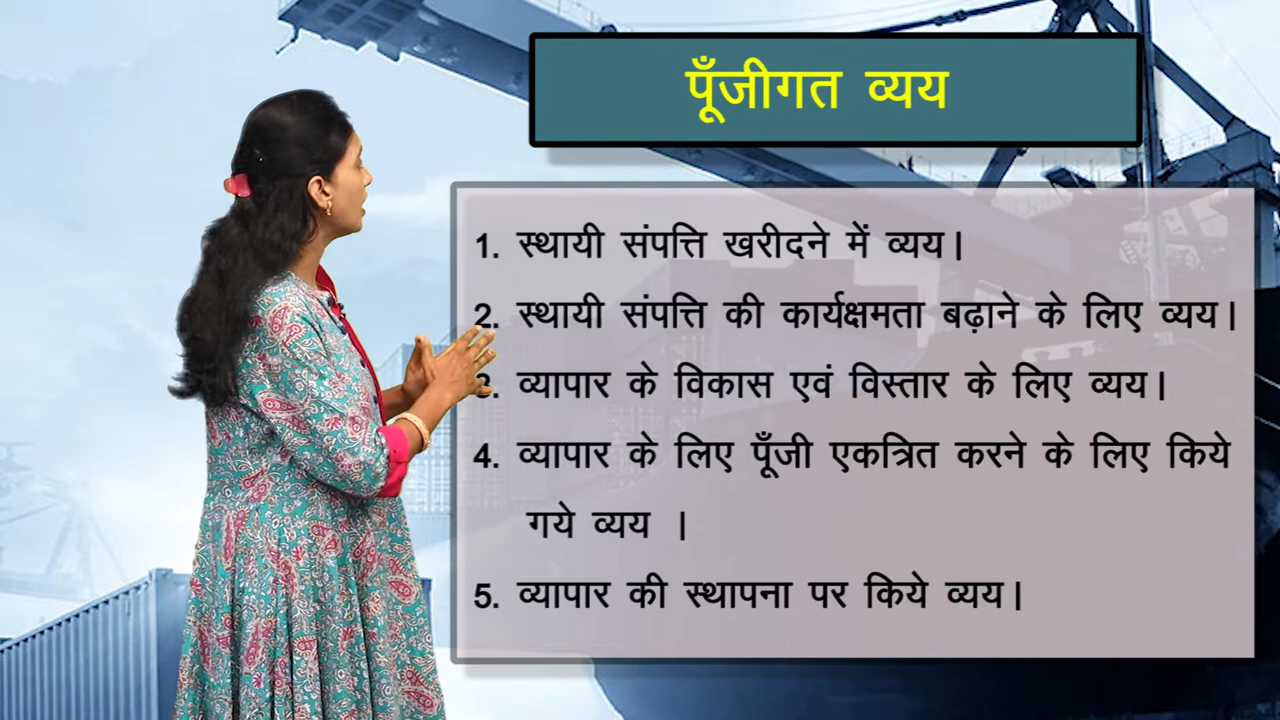 पूँजीगत व्यय
1. स्थायी संपत्ति खरीदने में व्यय।
2. स्थायी संपत्ति की कार्यक्षमता बढ़ाने के लिए व्यय।
3. व्यापार के विकास एवं विस्तार के लिए व्यय।
4. व्यापार के लिए पूँजी एकत्रित करने के लिए किये
गये व्यय ।
5. व्यापार की स्थापना पर किये व्यय।